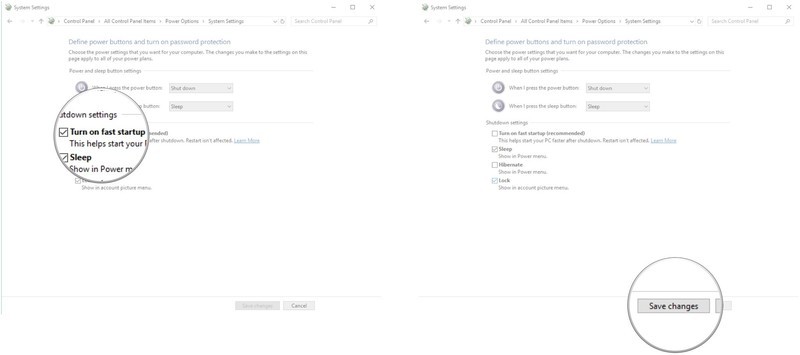 System Settings
Control Panel > All Control Panel Items > Power Options > System Settings
Search Control Panel
Define power buttons and turn on password protection
Choose the power settings that you want for your computer. The changes you make to the settings on this
page apply to all of your power plans.
Power and sleep button settings
When I press the power button: Shut down
button: Sleep
utdown settings
Turn on fast startup
This helps start your
after shutdown. Restart isn't affected. Learn More
Sleep
Show in Power m
Show in account picture menu.
Save changes Cancel
System Settings
Control Panel > All Control Panel Items > Power Options > System Settings
Search Control Panel
Define power buttons and turn on password protection
Choose the power settings that you want for your computer. The changes you make to the settings on this
page apply to all of your power plans.
Power and sleep button settings
When I press the power button: Shut down
When I press the sleep button: Sleep
Shutdown settings
Turn on fast startup (recommended)
This helps start your PC faster after shutdown. Restart isn't affected. Learn More
Sleep
Show in Power menu.
Hibernate
Show in Power menu.
Lock
Show in account picture menu.
Save changes